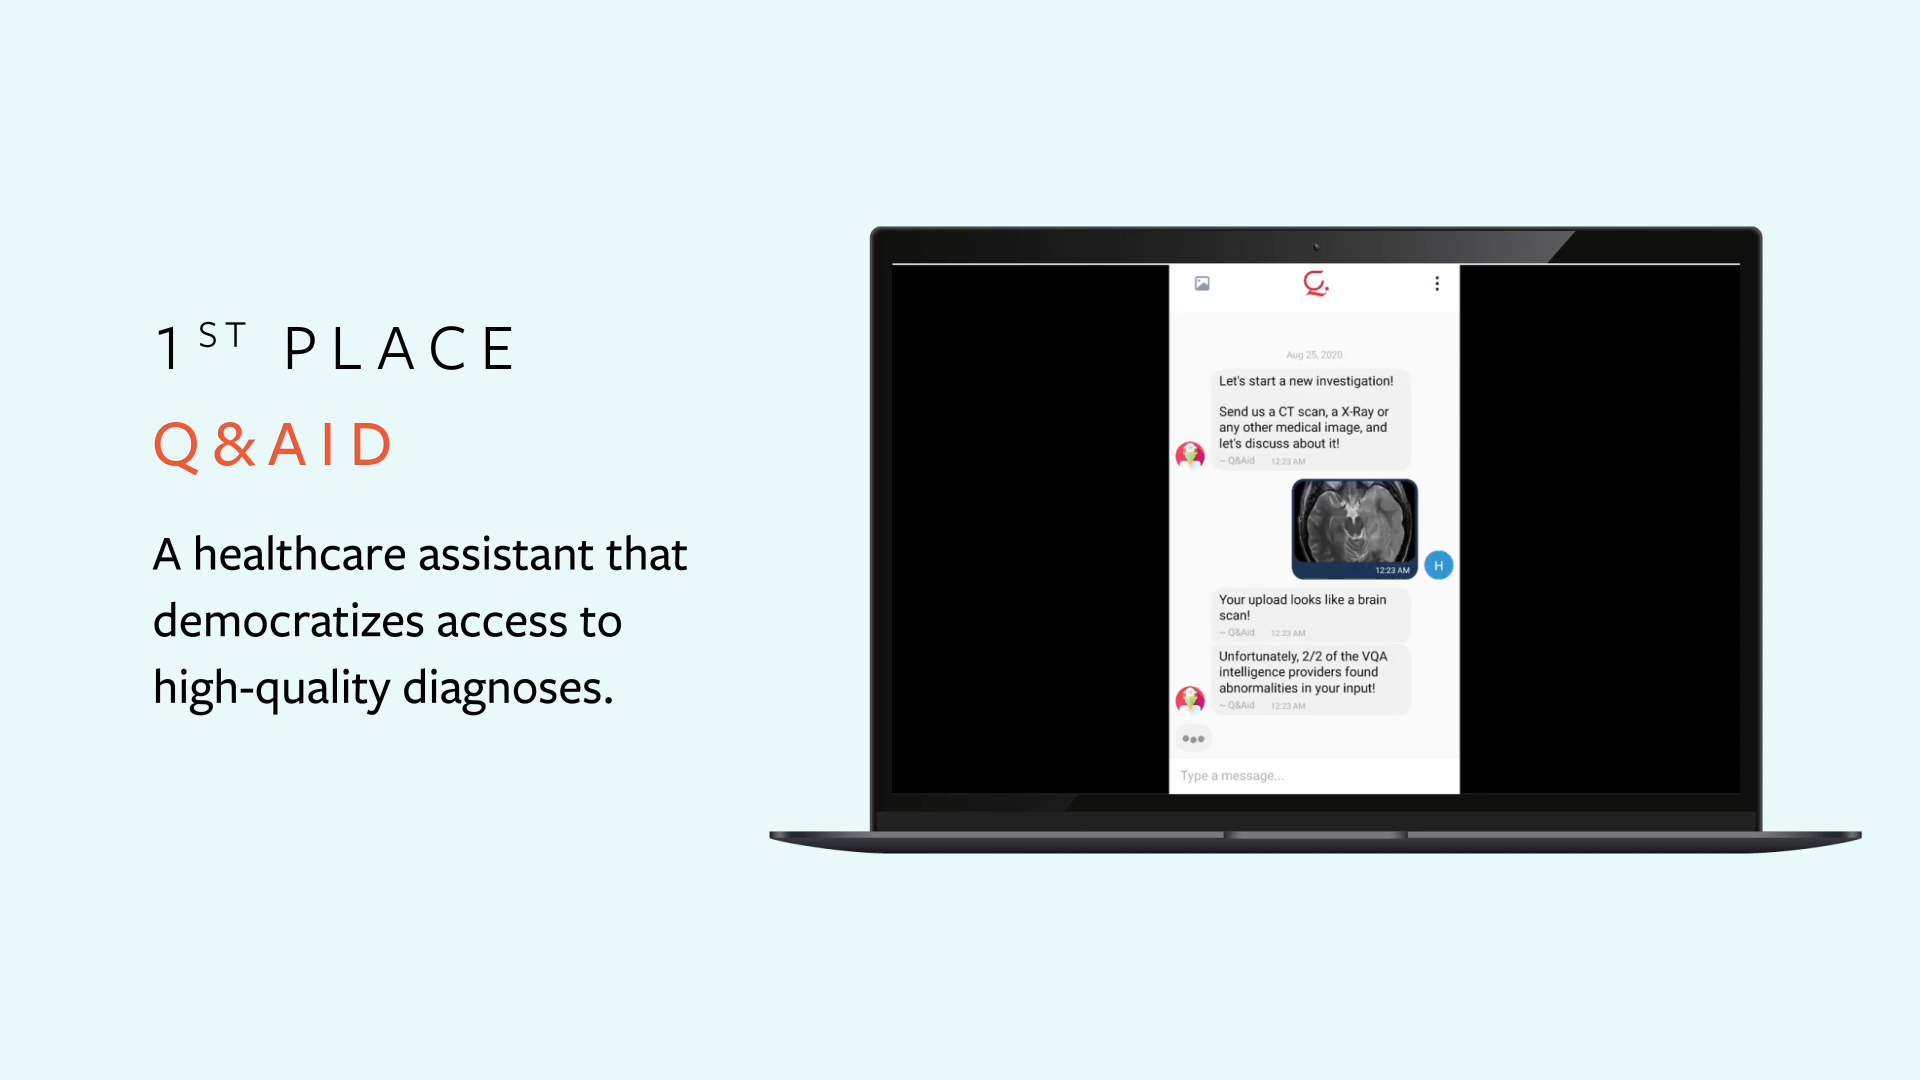 1ST PLACE
Q&AID
A healthcare assistant that
democratizes access to
high-quality diagnoses.
Aug 25, 2020
Let's start a new investigation!
Send us a CT scan, a X-Ray or
any other medical image, and
let's discuss about it!
~ Q&Aid 12:23 AM
12:23 AM
H
Your upload looks like a brain
scan!
~ Q&Aid 12:23 AM
Unfortunately, 2/2 of the VQA
intelligence providers found
abnormalities in your input!
~ Q&Aid 12:23 AM
Type a message...